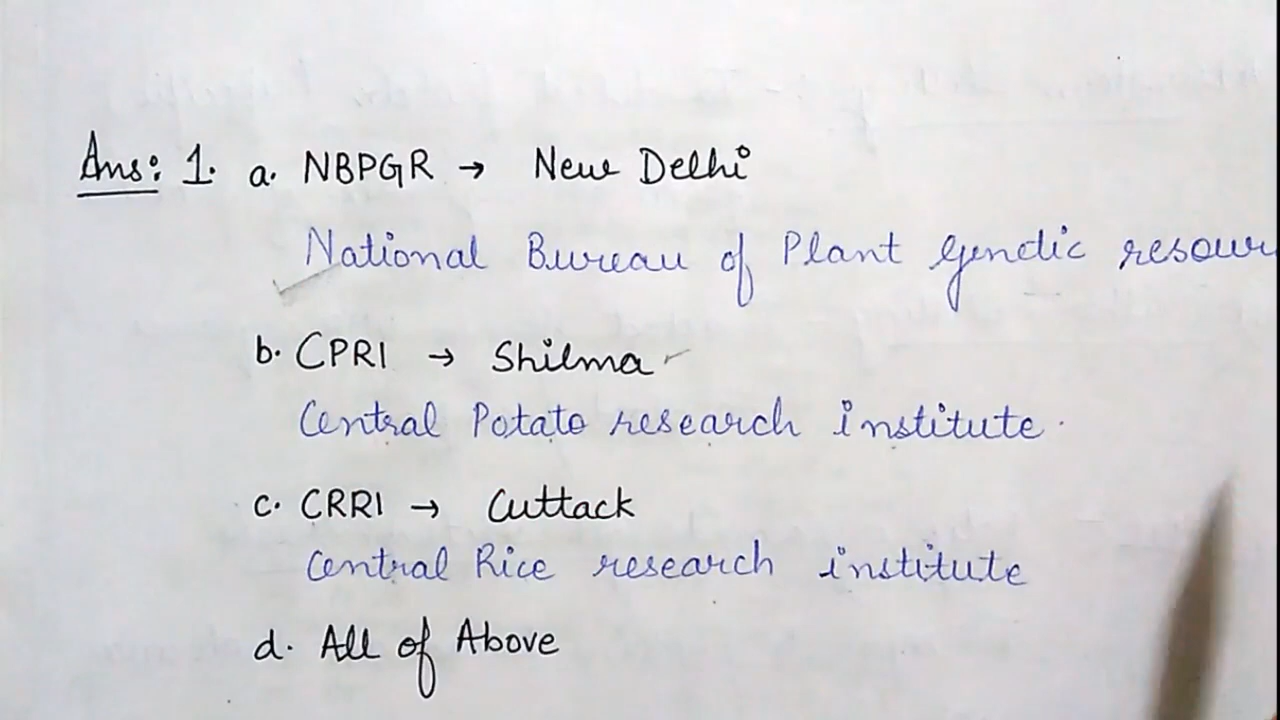 Ans: 1. a. NBPGR → New Delhi
National Bureau of Plant genetic resour
b. CPRI → Shilma
Central Potato research institute.
c. CRRI → Cuttack
Central Rice research institute
d. All of Above